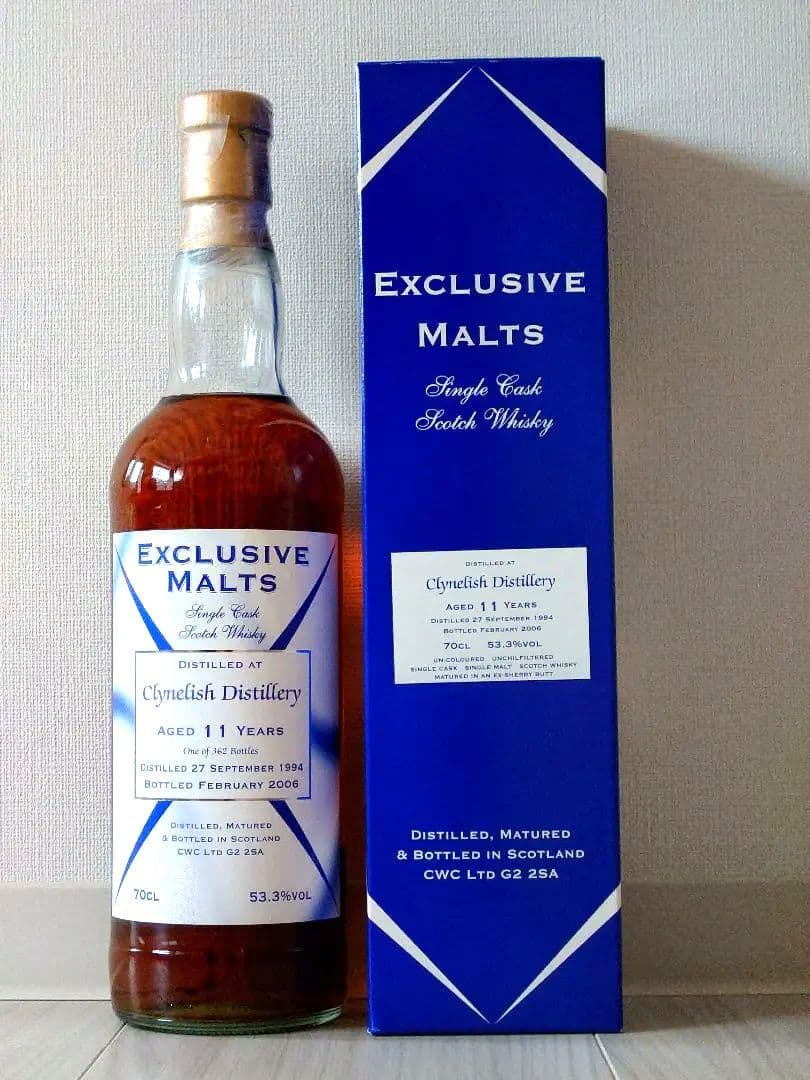 EXCLUSIVE
MALTS
Single Cask
Scotch Whisky
DISTILLED AT
Clynelish Distillery
AGED 11 YEARS
One of 362 Bottles
DISTILLED 27 SEPTEMBER 1994
BOTTLED FEBRUARY 2006
DISTILLED, MATURED
& BOTTLED IN SCOTLAND
CWC LTD G2 2SA
70CL 53.3%VOL
EXCLUSIVE
MALTS
Single Cask
Scotch Whisky
DISTILLED AT
Clynelish Distillery
AGED 11 YEARS
DISTILLED 27 SEPTEMBER 1994
BOTTLED FEBRUARY 2006
70CL 53.3%VOL
UN-COLOURED UNCHILFILTERED
SINGLE CASK SINGLE MALT SCOTCH WHISKY
MATURED IN AN EX-SHERRY BUTT
DISTILLED, MATURED
& BOTTLED IN SCOTLAND
CWC LTD G2 2SA